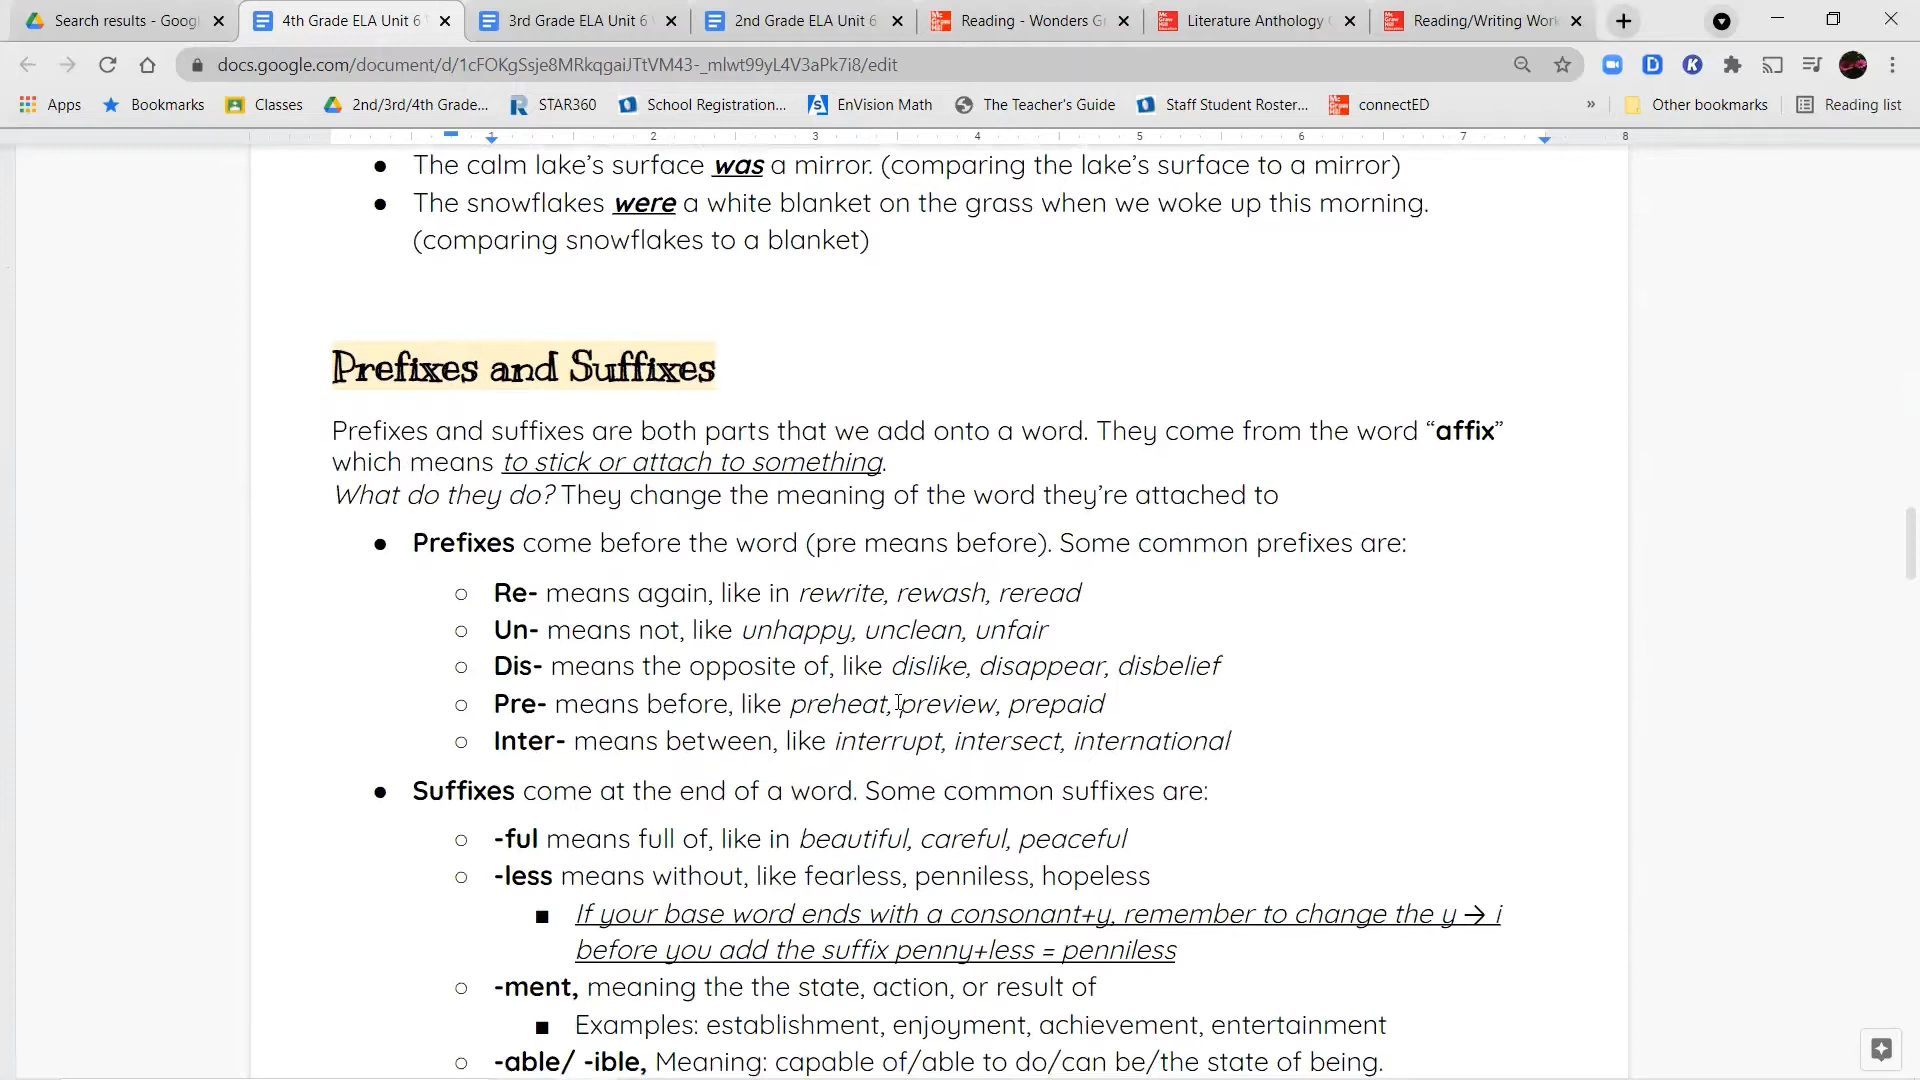 Search results - Goog
4th Grade ELA Unit 6
3rd Grade ELA Unit 6
2nd Grade ELA Unit 6
Reading - Wonders G
Literature Anthology
Reading/Writing Wor
docs.google.com/document/d/1cFOKgSsje8MRkqgaiJTtVM43-_mlwt99yL4V3aPk7i8/edit
Apps
Bookmarks
Classes
2nd/3rd/4th Grade...
STAR360
School Registration...
EnVision Math
The Teacher's Guide
Staff Student Roster...
connectED
»
Other bookmarks
Reading list
1 2 3 4 5 6 7 8
● The calm lake's surface was a mirror. (comparing the lake's surface to a mirror)
● The snowflakes were a white blanket on the grass when we woke up this morning.
(comparing snowflakes to a blanket)
Prefixes and Suffixes
Prefixes and suffixes are both parts that we add onto a word. They come from the word “affix”
which means to stick or attach to something.
What do they do? They change the meaning of the word they're attached to
● Prefixes come before the word (pre means before). Some common prefixes are:
○ Re- means again, like in rewrite, rewash, reread
○ Un- means not, like unhappy, unclean, unfair
○ Dis- means the opposite of, like dislike, disappear, disbelief
○ Pre- means before, like preheat, preview, prepaid
○ Inter- means between, like interrupt, intersect, international
● Suffixes come at the end of a word. Some common suffixes are:
○ -ful means full of, like in beautiful, careful, peaceful
○ -less means without, like fearless, penniless, hopeless
■ If your base word ends with a consonant+y, remember to change the y → i
before you add the suffix penny+less = penniless
○ -ment, meaning the the state, action, or result of
■ Examples: establishment, enjoyment, achievement, entertainment
○ -able/ -ible, Meaning: capable of/able to do/can be/the state of being.